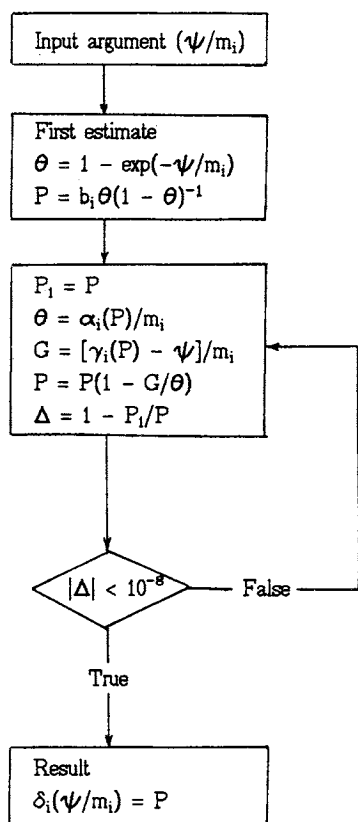 Input argument (ψ/mᵢ)
First estimate
θ = 1 − exp(−ψ/mᵢ)
P = bᵢθ(1 − θ)⁻¹
P₁ = P
θ = αᵢ(P)/mᵢ
G = [γᵢ(P) − ψ]/mᵢ
P = P(1 − G/θ)
Δ = 1 − P₁/P
|Δ| < 10⁻⁸
False
True
Result
δᵢ(ψ/mᵢ) = P